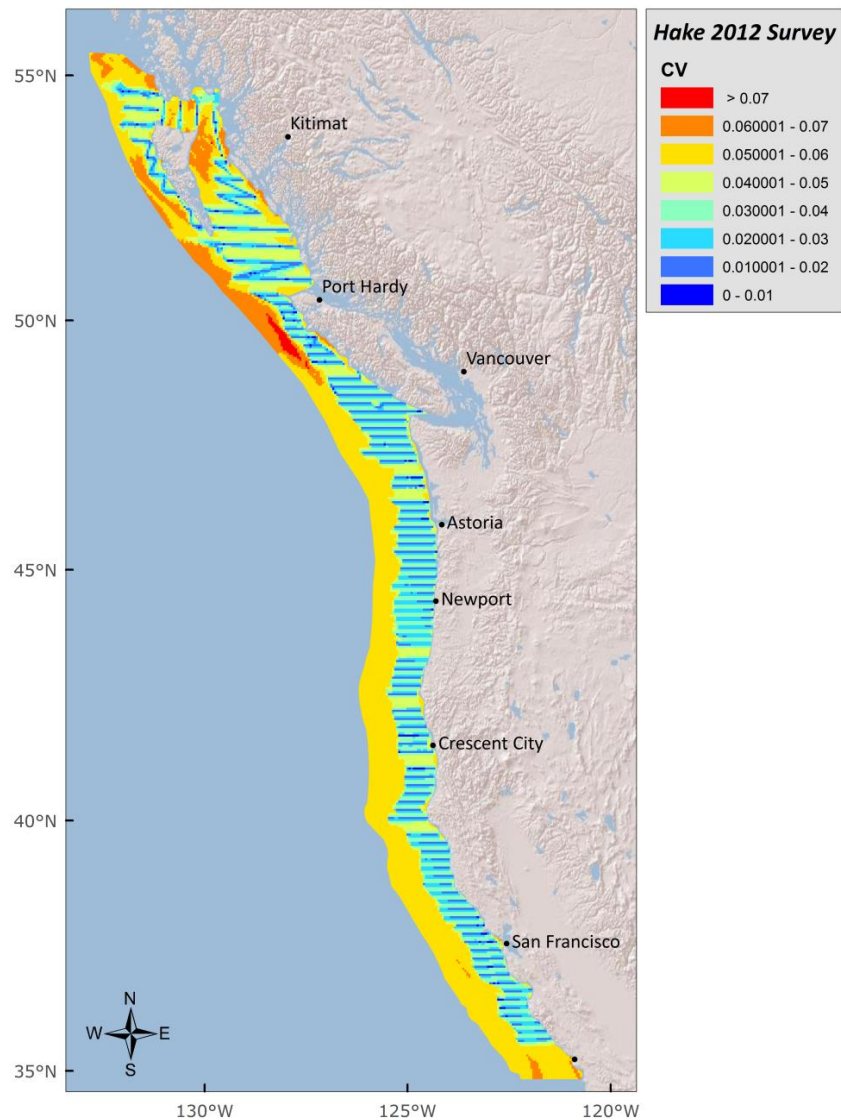 Hake 2012 Survey
CV
> 0.07
0.060001 - 0.07
0.050001 - 0.06
0.040001 - 0.05
0.030001 - 0.04
0.020001 - 0.03
0.010001 - 0.02
0 - 0.01
55°N
Kitimat
Port Hardy
50°N
Vancouver
Astoria
45°N
Newport
Crescent City
40°N
San Francisco
N
W
E
S
35°N
130°W
125°W
120°W